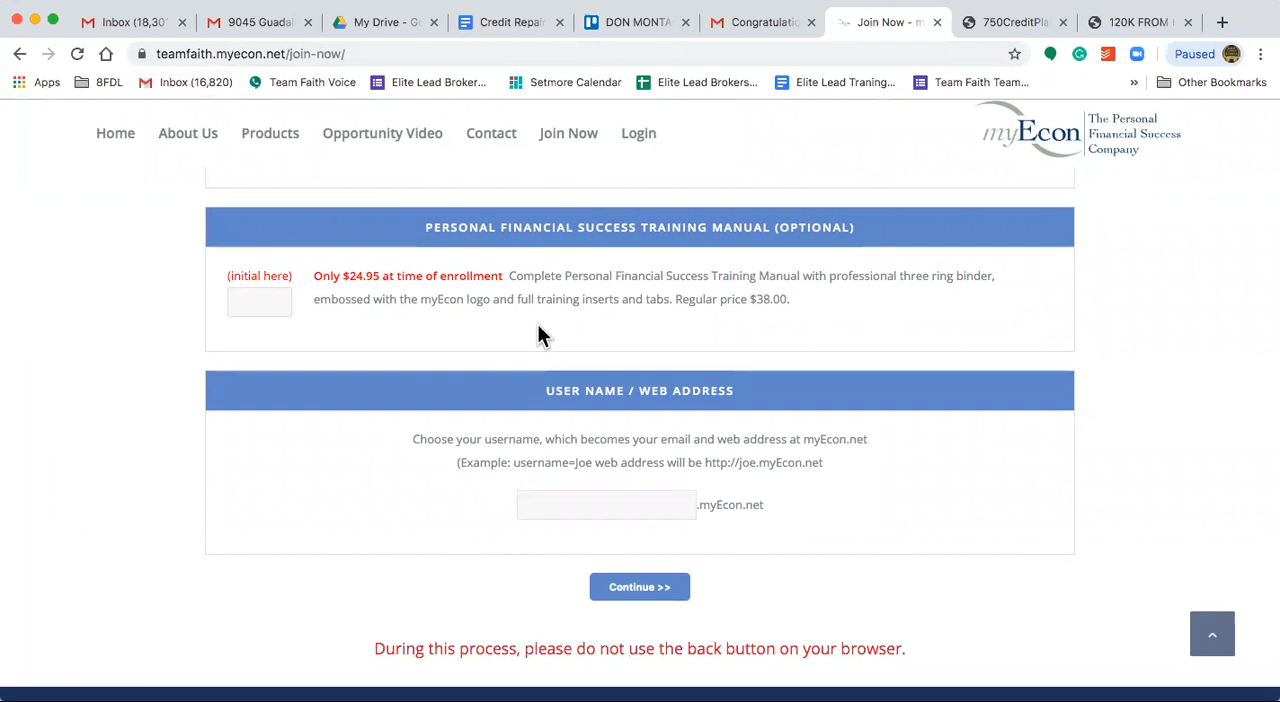 Inbox (18,30
9045 Guadal
My Drive - Go
Credit Repair
DON MONTA
Congratulatio
Join Now - m
750CreditPla
120K FROM
teamfaith.myecon.net/join-now/
Paused
Apps
8FDL
Inbox (16,820)
Team Faith Voice
Elite Lead Broker...
Setmore Calendar
Elite Lead Brokers...
Elite Lead Traning...
Team Faith Team...
»
Other Bookmarks
Home
About Us
Products
Opportunity Video
Contact
Join Now
Login
myEcon
The Personal
Financial Success
Company
PERSONAL FINANCIAL SUCCESS TRAINING MANUAL (OPTIONAL)
(initial here)
Only $24.95 at time of enrollment Complete Personal Financial Success Training Manual with professional three ring binder,
embossed with the myEcon logo and full training inserts and tabs. Regular price $38.00.
USER NAME / WEB ADDRESS
Choose your username, which becomes your email and web address at myEcon.net
(Example: username=Joe web address will be http://joe.myEcon.net
.myEcon.net
Continue >>
During this process, please do not use the back button on your browser.